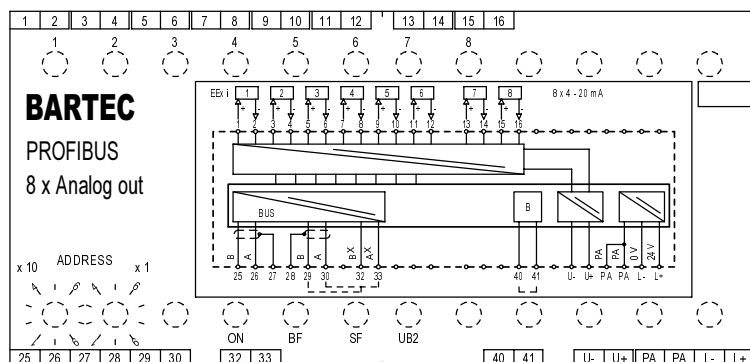 1 2 3 4 5 6 7 8 9 10 11 12 13 14 15 16
1 2 3 4 5 6 7 8
EEx i 1 2 3 4 5 6 7 8 8 x 4 - 20 mA
+ - + - + - + - + - + - + - + -
1 2 3 4 5 6 7 8 9 10 11 12 13 14 15 16
BARTEC
PROFIBUS
8 x Analog out
BUS B
B A B A B X A X PA PA 0 V 24 V
25 26 27 28 29 30 32 33 40 41 U- U+ PA PA L- L+
ADDRESS
x 10 x 1
ON BF SF UB2
25 26 27 28 29 30 32 33 40 41 U- U+ PA PA L- L+